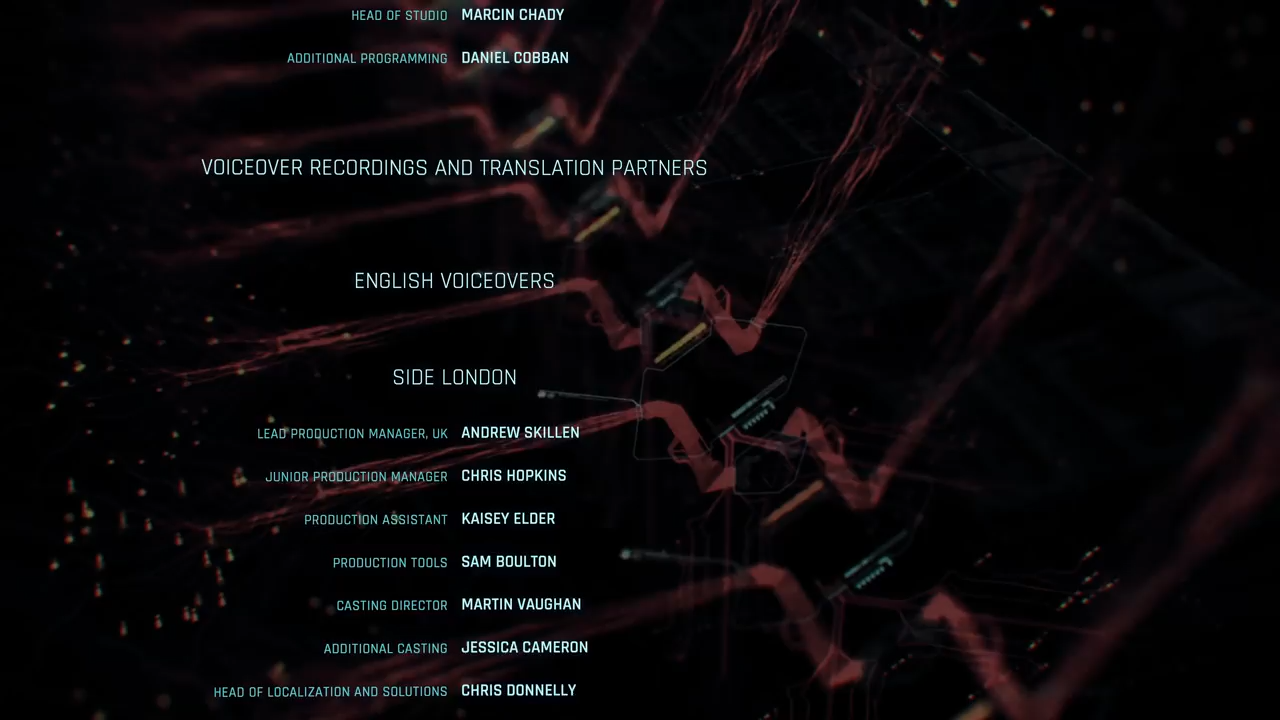 HEAD OF STUDIO MARCIN CHADY
ADDITIONAL PROGRAMMING DANIEL COBBAN
VOICEOVER RECORDINGS AND TRANSLATION PARTNERS
ENGLISH VOICEOVERS
SIDE LONDON
LEAD PRODUCTION MANAGER, UK ANDREW SKILLEN
JUNIOR PRODUCTION MANAGER CHRIS HOPKINS
PRODUCTION ASSISTANT KAISEY ELDER
PRODUCTION TOOLS SAM BOULTON
CASTING DIRECTOR MARTIN VAUGHAN
ADDITIONAL CASTING JESSICA CAMERON
HEAD OF LOCALIZATION AND SOLUTIONS CHRIS DONNELLY